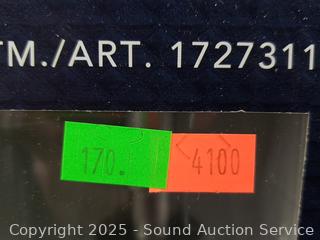 TM./ART. 1727311
170. 4100
Copyright 2025 - Sound Auction Service